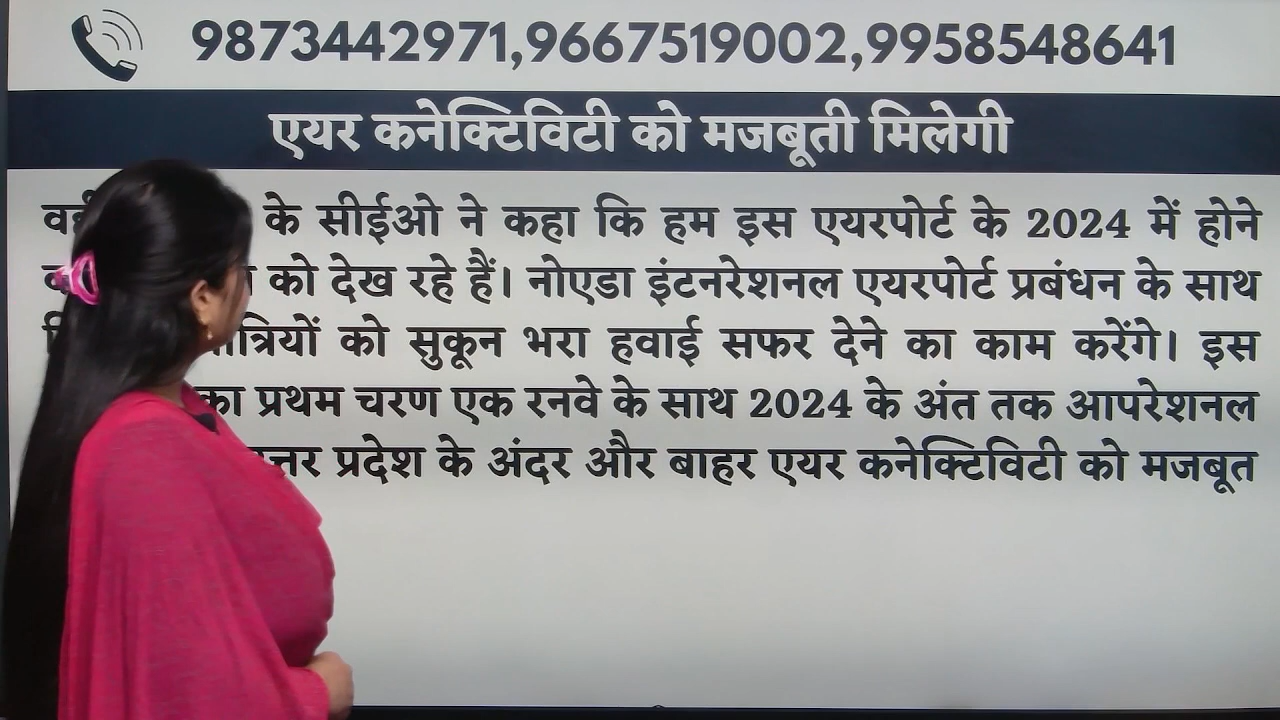 9873442971,9667519002,9958548641
एयर कनेक्टिविटी को मजबूती मिलेगी
के सीईओ ने कहा कि हम इस एयरपोर्ट के 2024 में होने
को देख रहे हैं। नोएडा इंटनरेशनल एयरपोर्ट प्रबंधन के साथ
को सुकून भरा हवाई सफर देने का काम करेंगे। इस
का प्रथम चरण एक रनवे के साथ 2024 के अंत तक आपरेशनल
प्रदेश के अंदर और बाहर एयर कनेक्टिविटी को मजबूत